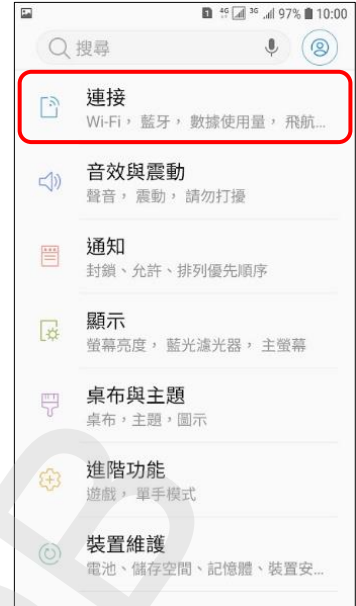 1 4G 3G 97% 10:00
搜尋
連接
Wi-Fi， 藍牙， 數據使用量， 飛航...
音效與震動
聲音， 震動， 請勿打擾
通知
封鎖、允許、排列優先順序
顯示
螢幕亮度， 藍光濾光器， 主螢幕
桌布與主題
桌布，主題，圖示
進階功能
遊戲， 單手模式
裝置維護
電池、儲存空間、記憶體、裝置安...